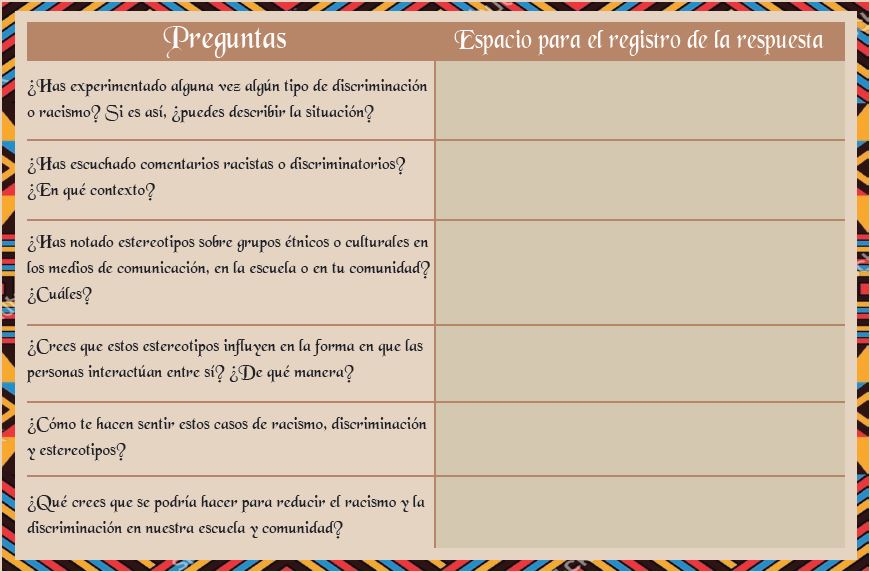 Preguntas
Espacio para el registro de la respuesta
¿Has experimentado alguna vez algún tipo de discriminación
o racismo? Si es así, ¿puedes describir la situación?
¿Has escuchado comentarios racistas o discriminatorios?
¿En qué contexto?
¿Has notado estereotipos sobre grupos étnicos o culturales en
los medios de comunicación, en la escuela o en tu comunidad?
¿Cuáles?
¿Crees que estos estereotipos influyen en la forma en que las
personas interactúan entre sí? ¿De qué manera?
¿Cómo te hacen sentir estos casos de racismo, discriminación
y estereotipos?
¿Qué crees que se podría hacer para reducir el racismo y la
discriminación en nuestra escuela y comunidad?